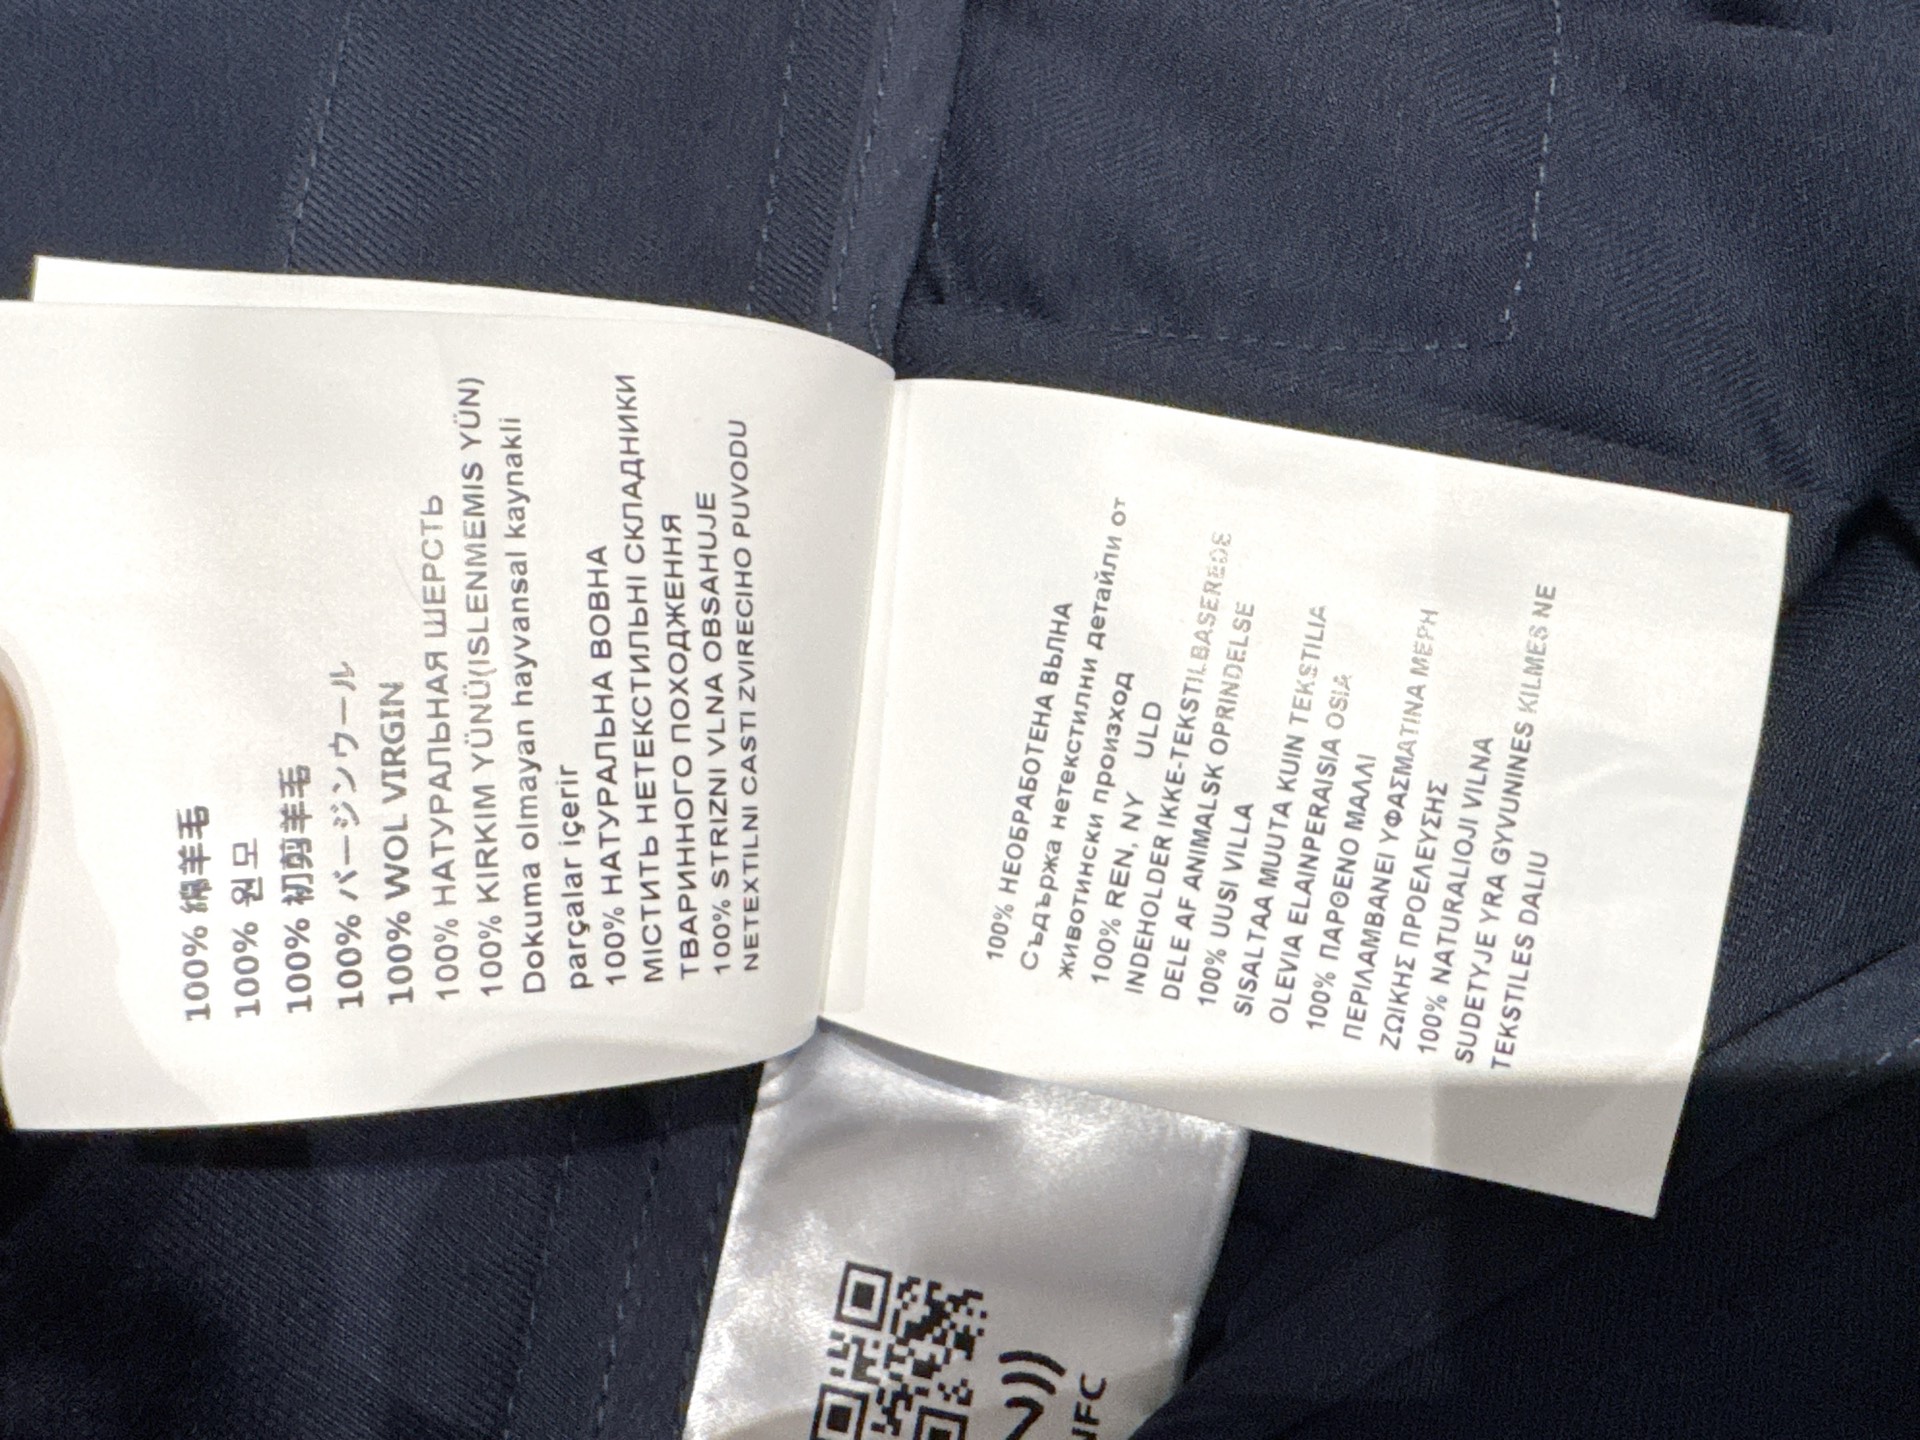 100% 綿羊毛
100% 원모
100% 初剪羊毛
100% バージンウール
100% WOL VIRGIN
100% НАТУРАЛЬНАЯ ШЕРСТЬ
100% KIRKIM YÜNÜ(ISLENMEMIS YÜN)
Dokuma olmayan hayvansal kaynakli
parçalar içerir
100% НАТУРАЛЬНА ВОВНА
МІСТИТЬ НЕТЕКСТИЛЬНІ СКЛАДНИКИ
ТВАРИННОГО ПОХОДЖЕННЯ
100% STRIZNI VLNA OBSAHUJE
NETEXTILNI CASTI ZVIRECIHO PUVODU
100% НЕОБРАБОТЕНА ВЪЛНА
Съдържа нетекстилни детайли от
животински произход
100% REN, NY ULD
INDEHOLDER IKKE-TEKSTILBASEREDE
DELE AF ANIMALSK OPRINDELSE
100% UUSI VILLA
SISALTAA MUUTA KUIN TEKSTILIA
OLEVIA ELAINPERAISIA OSIA
100% ΠΑΡΘΕΝΟ ΜΑΛΛΙ
ΠΕΡΙΛΑΜΒΑΝΕΙ ΥΦΑΣΜΑΤΙΝΑ ΜΕΡΗ
ΖΩΙΚΗΣ ΠΡΟΕΛΕΥΣΗΣ
100% NATURALIOJI VILNA
SUDETYJE YRA GYVUNINES KILMES NE
TEKSTILES DALIU
NFC